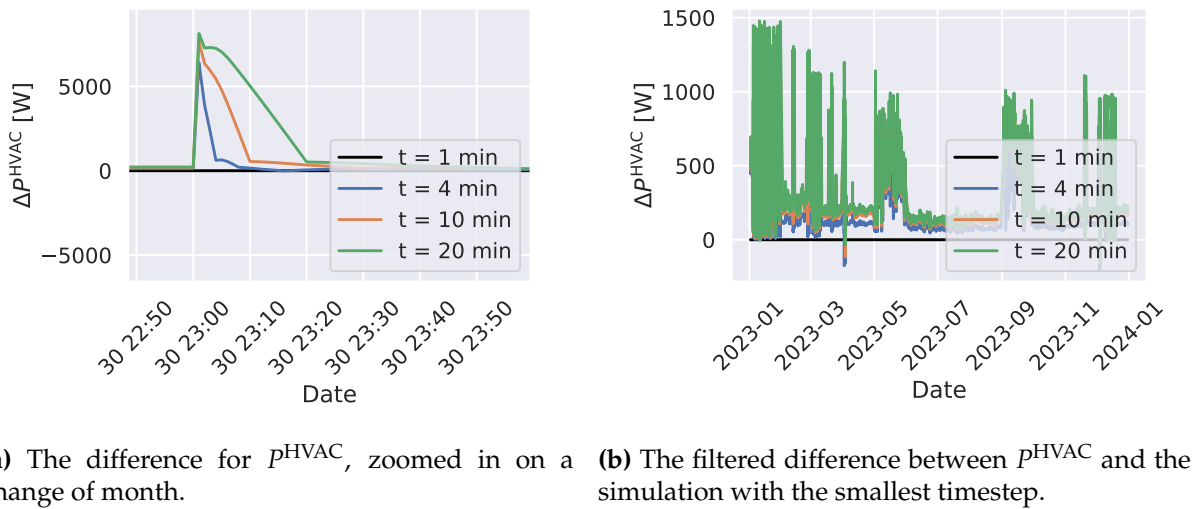 5000
0
−5000
ΔP^HVAC [W]
t = 1 min
t = 4 min
t = 10 min
t = 20 min
30 22:50
30 23:00
30 23:10
30 23:20
30 23:30
30 23:40
30 23:50
Date
1500
1000
500
0
ΔP^HVAC [W]
t = 1 min
t = 4 min
t = 10 min
t = 20 min
2023-01
2023-03
2023-05
2023-07
2023-09
2023-11
2024-01
Date
) The difference for P^HVAC, zoomed in on a
ange of month.
(b) The filtered difference between P^HVAC and the
simulation with the smallest timestep.